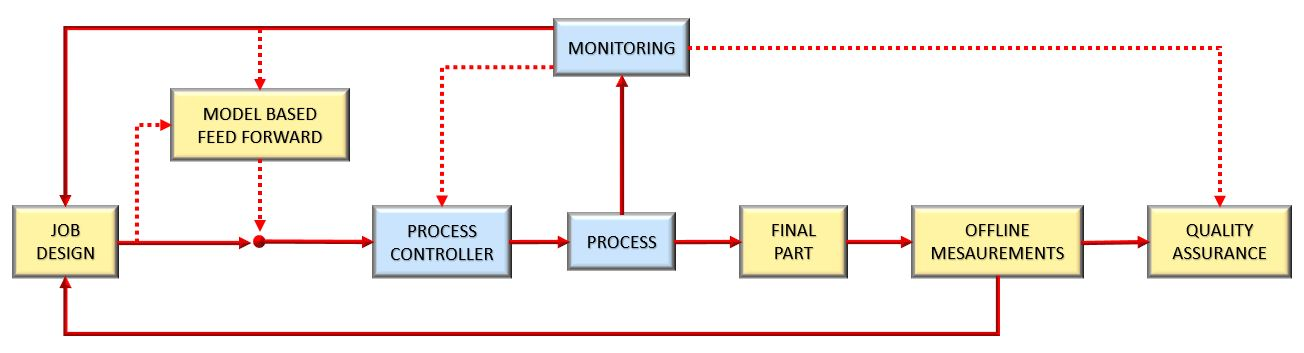 MONITORING
MODEL BASED
FEED FORWARD
JOB
DESIGN
PROCESS
CONTROLLER
PROCESS
FINAL
PART
OFFLINE
MESAUREMENTS
QUALITY
ASSURANCE